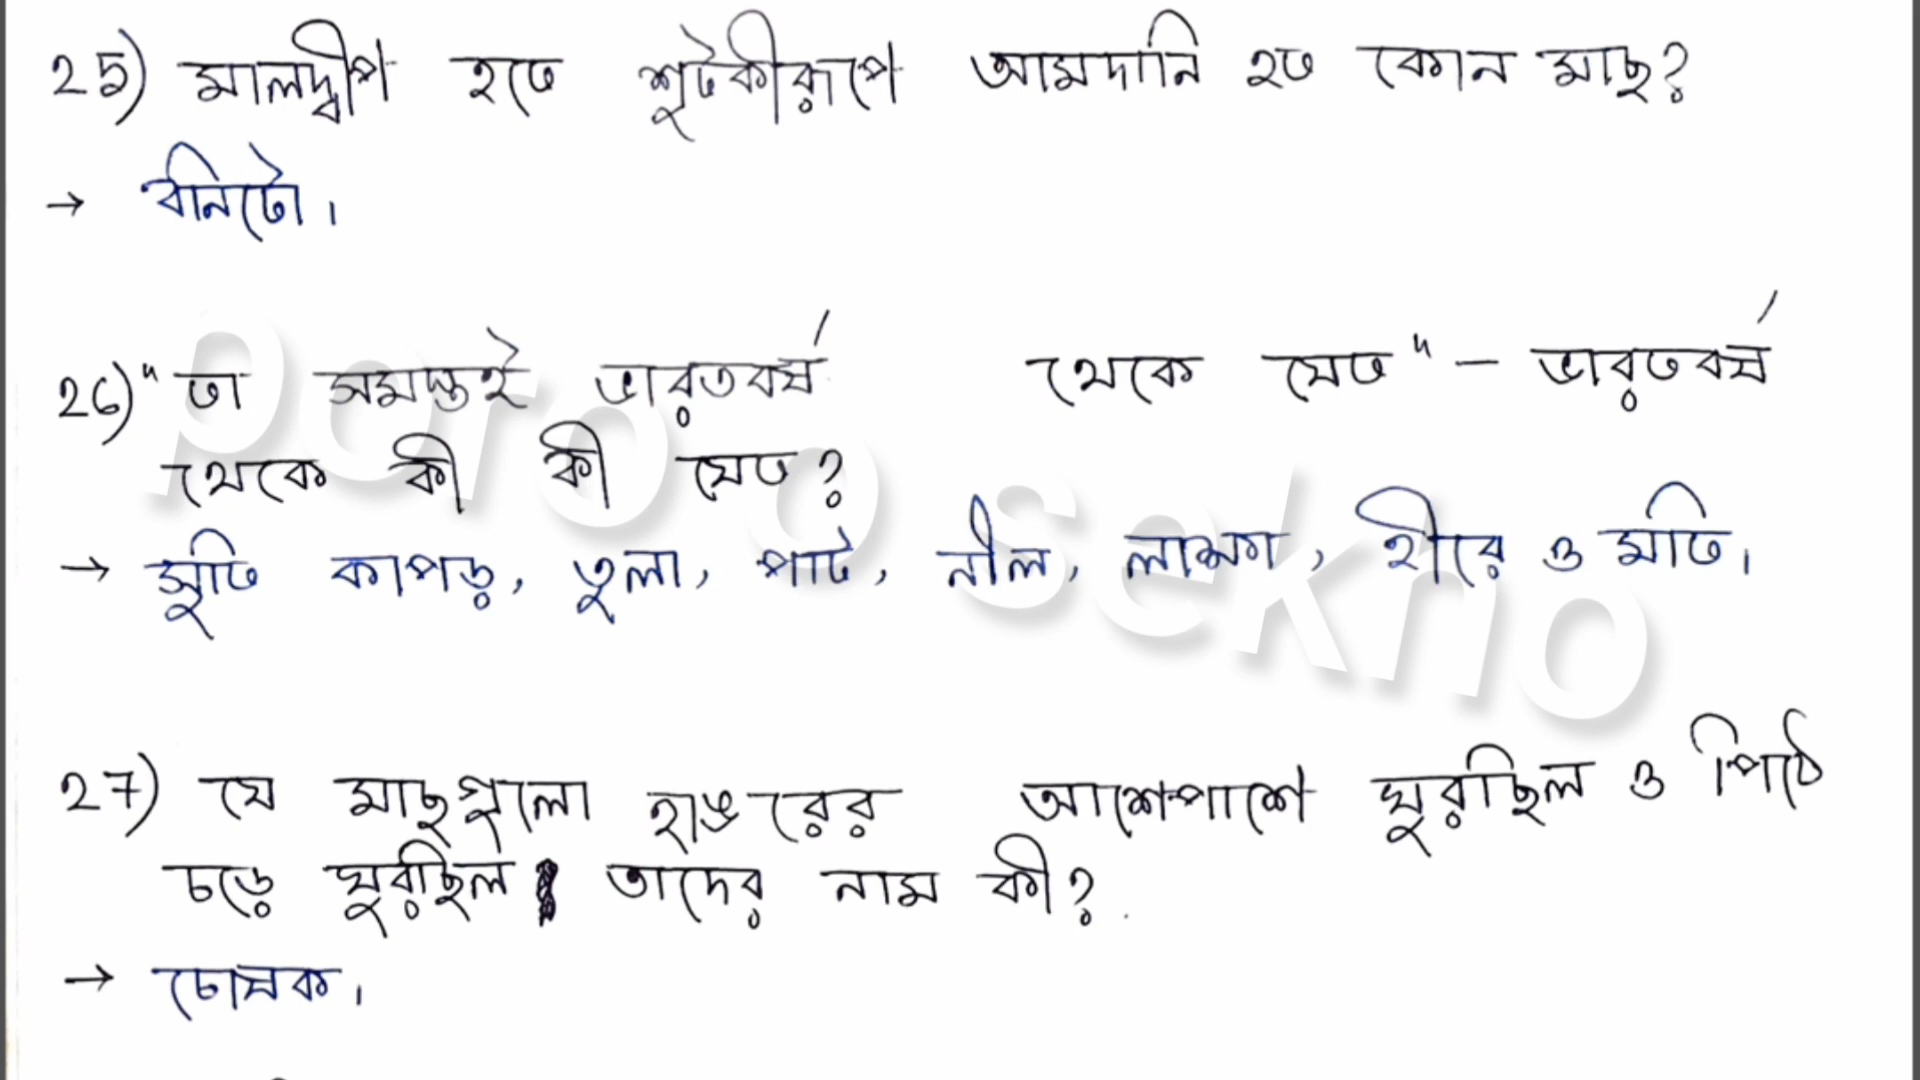 25) মালদ্বীপ হতে শুটকীরূপে আমদানি হত কোন মাছ?
→ বনিটো।
26) "তা সমস্তই ভারতবর্ষ থেকে যেত" – ভারতবর্ষ
থেকে কী কী যেত?
→ সুতি কাপড়, তুলা, পাট, নীল, লাক্ষা, হীরে ও মতি।
27) যে মাছগুলো হাঙরের আশেপাশে ঘুরছিল ও পিঠে
চড়ে ঘুরছিল তাদের নাম কী?
→ চোষক।
Paro o sekho